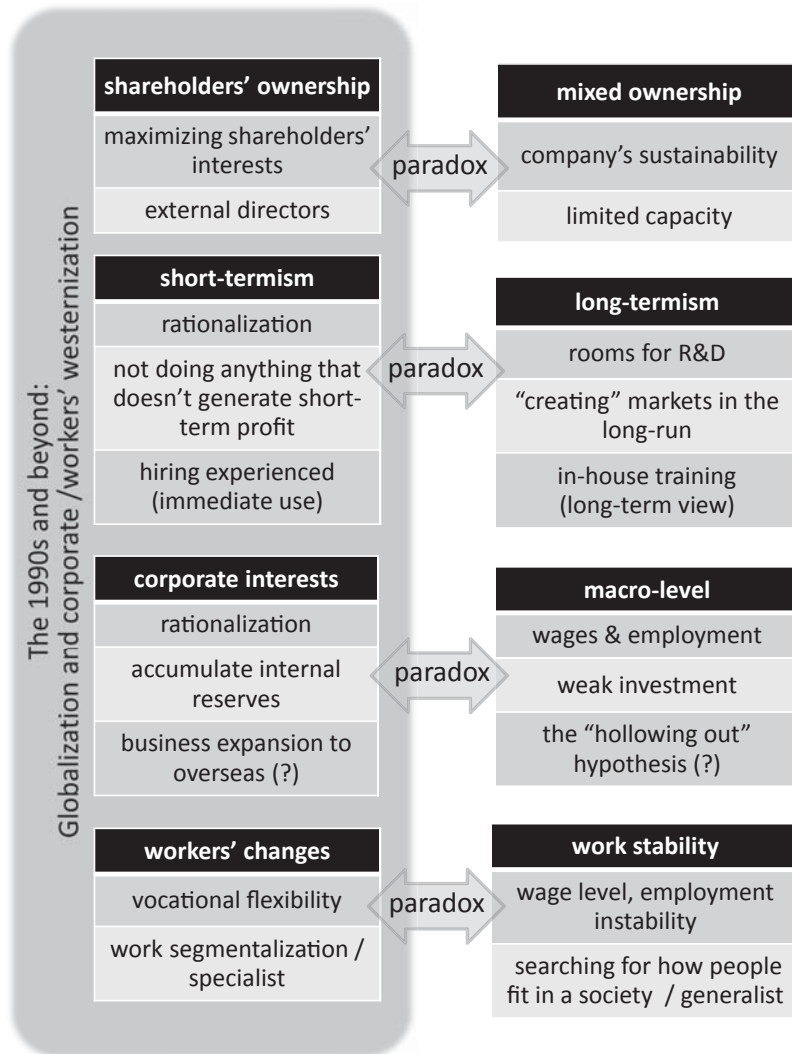 The 1990s and beyond:
Globalization and corporate /workers’ westernization
shareholders’ ownership
maximizing shareholders’
interests
external directors
paradox
mixed ownership
company’s sustainability
limited capacity
short-termism
rationalization
not doing anything that
doesn’t generate short-
term profit
hiring experienced
(immediate use)
paradox
long-termism
rooms for R&D
“creating” markets in the
long-run
in-house training
(long-term view)
corporate interests
rationalization
accumulate internal
reserves
business expansion to
overseas (?)
paradox
macro-level
wages & employment
weak investment
the “hollowing out”
hypothesis (?)
workers’ changes
vocational flexibility
work segmentalization /
specialist
paradox
work stability
wage level, employment
instability
searching for how people
fit in a society / generalist